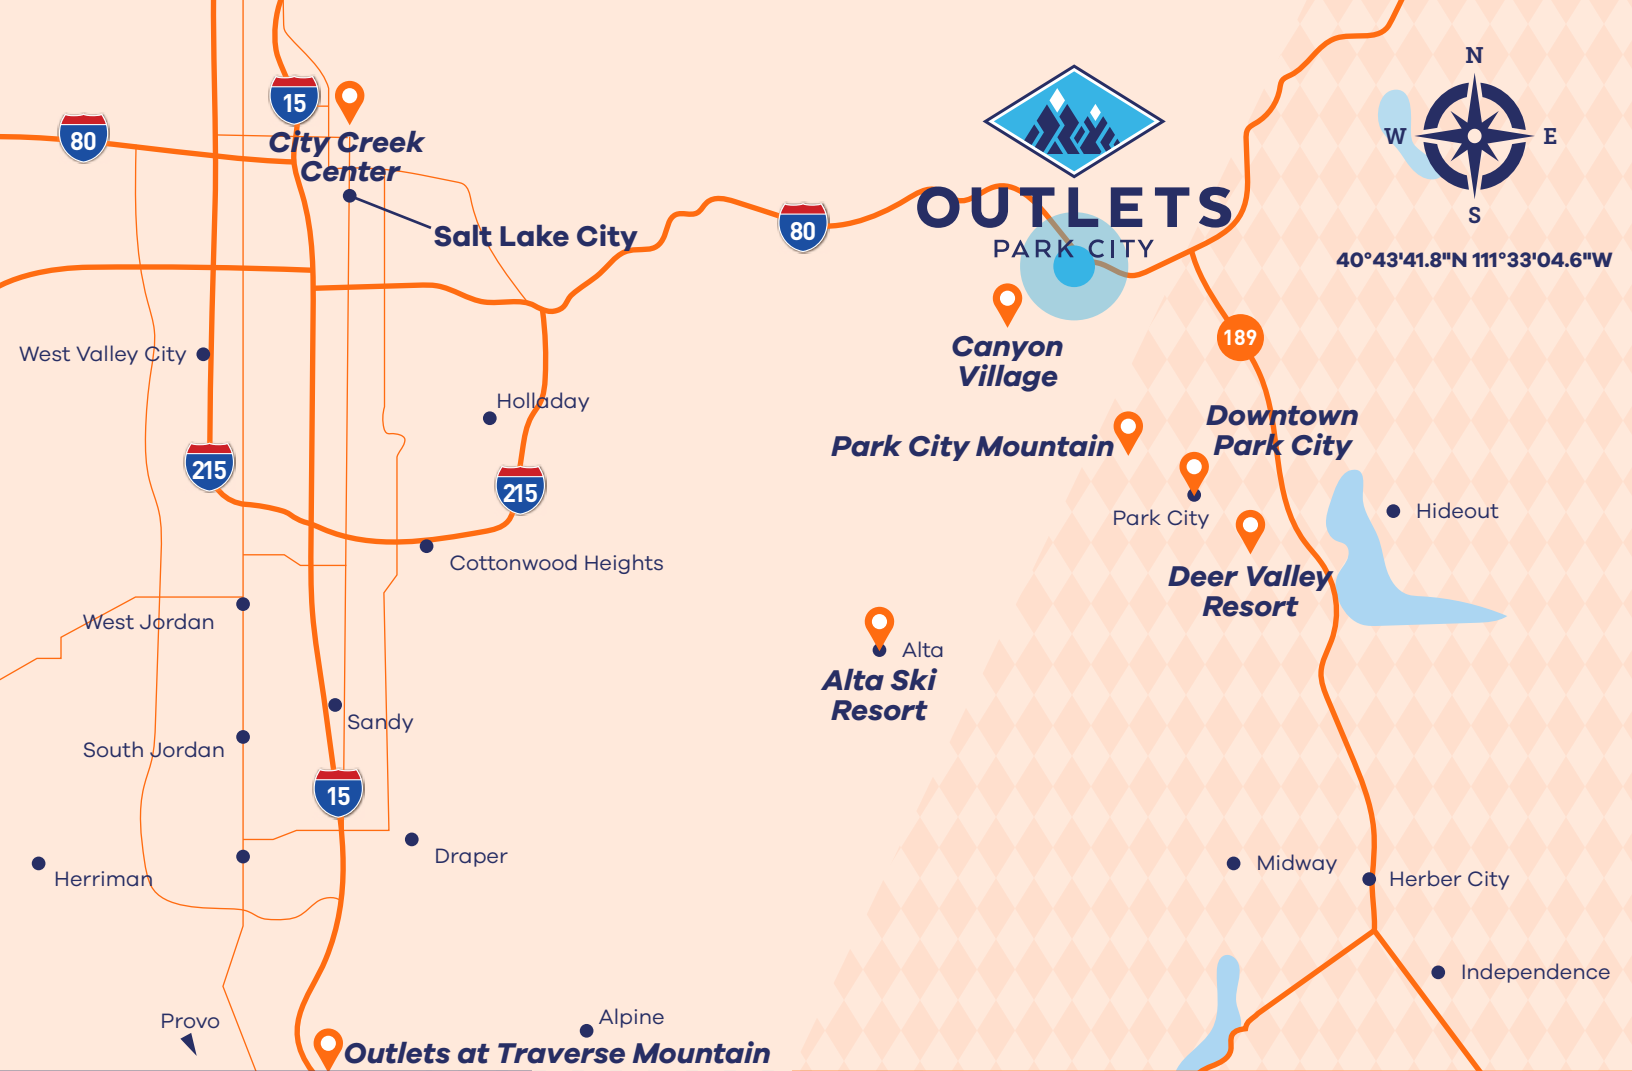 N
15
80
City Creek
Center
W
E
OUTLETS
PARK CITY
S
80
Salt Lake City
40°43'41.8"N 111°33'04.6"W
189
West Valley City
Canyon
Village
Holladay
Downtown
Park City
Park City Mountain
215
215
Park City
Hideout
Cottonwood Heights
Deer Valley
Resort
West Jordan
Alta
Alta Ski
Resort
Sandy
South Jordan
15
Draper
Herriman
Midway
Herber City
Independence
Provo
Alpine
Outlets at Traverse Mountain